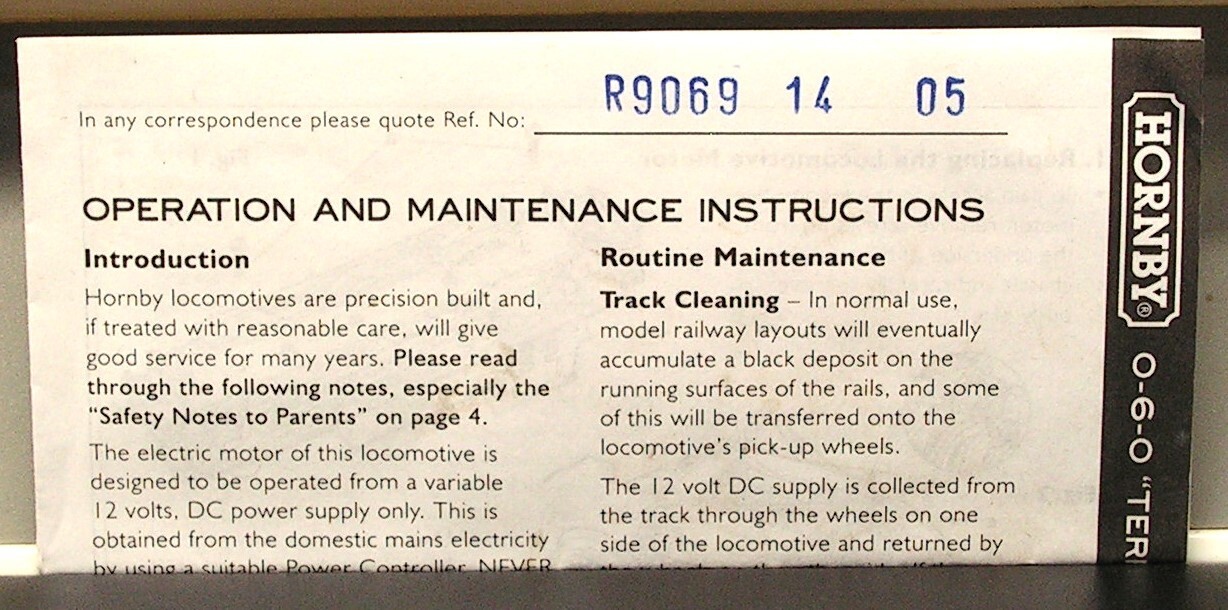 R9069 14 05
In any correspondence please quote Ref. No:
OPERATION AND MAINTENANCE INSTRUCTIONS
Introduction
Hornby locomotives are precision built and,
if treated with reasonable care, will give
good service for many years. Please read
through the following notes, especially the
“Safety Notes to Parents” on page 4.
The electric motor of this locomotive is
designed to be operated from a variable
12 volts, DC power supply only. This is
obtained from the domestic mains electricity
by using a suitable Power Controller. NEVER
Routine Maintenance
Track Cleaning – In normal use,
model railway layouts will eventually
accumulate a black deposit on the
running surfaces of the rails, and some
of this will be transferred onto the
locomotive's pick-up wheels.
The 12 volt DC supply is collected from
the track through the wheels on one
side of the locomotive and returned by
HORNBY®
0-6-0 “TER